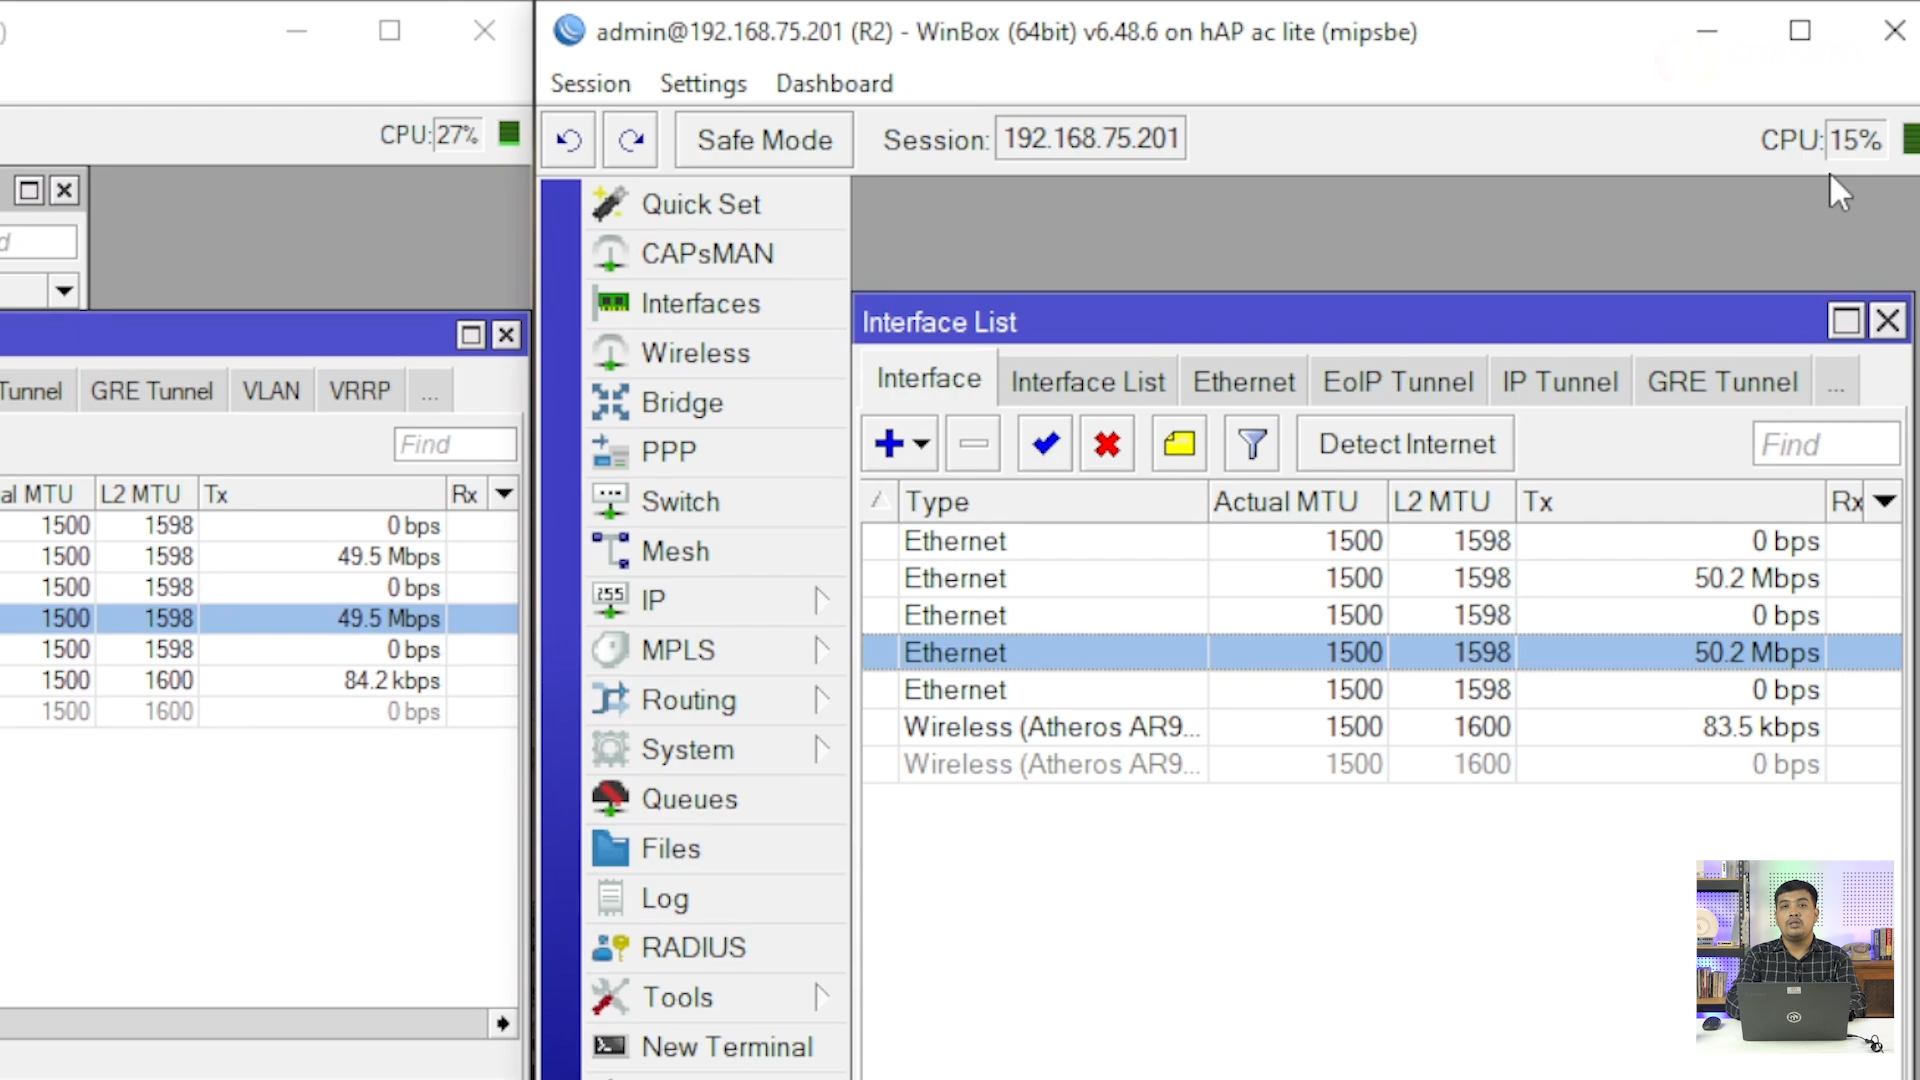 )
CPU: 27%
d
Tunnel GRE Tunnel VLAN VRRP ...
Find
al MTU L2 MTU Tx Rx
1500 1598 0 bps
1500 1598 49.5 Mbps
1500 1598 0 bps
1500 1598 49.5 Mbps
1500 1598 0 bps
1500 1600 84.2 kbps
1500 1600 0 bps
admin@192.168.75.201 (R2) - WinBox (64bit) v6.48.6 on hAP ac lite (mipsbe)
Session Settings Dashboard
Safe Mode Session: 192.168.75.201 CPU: 15%
Quick Set
CAPsMAN
Interfaces
Wireless
Bridge
PPP
Switch
Mesh
255 IP
MPLS
Routing
System
Queues
Files
Log
RADIUS
Tools
New Terminal
Interface List
Interface Interface List Ethernet EoIP Tunnel IP Tunnel GRE Tunnel ...
Detect Internet Find
Type Actual MTU L2 MTU Tx Rx
Ethernet 1500 1598 0 bps
Ethernet 1500 1598 50.2 Mbps
Ethernet 1500 1598 0 bps
Ethernet 1500 1598 50.2 Mbps
Ethernet 1500 1598 0 bps
Wireless (Atheros AR9... 1500 1600 83.5 kbps
Wireless (Atheros AR9... 1500 1600 0 bps